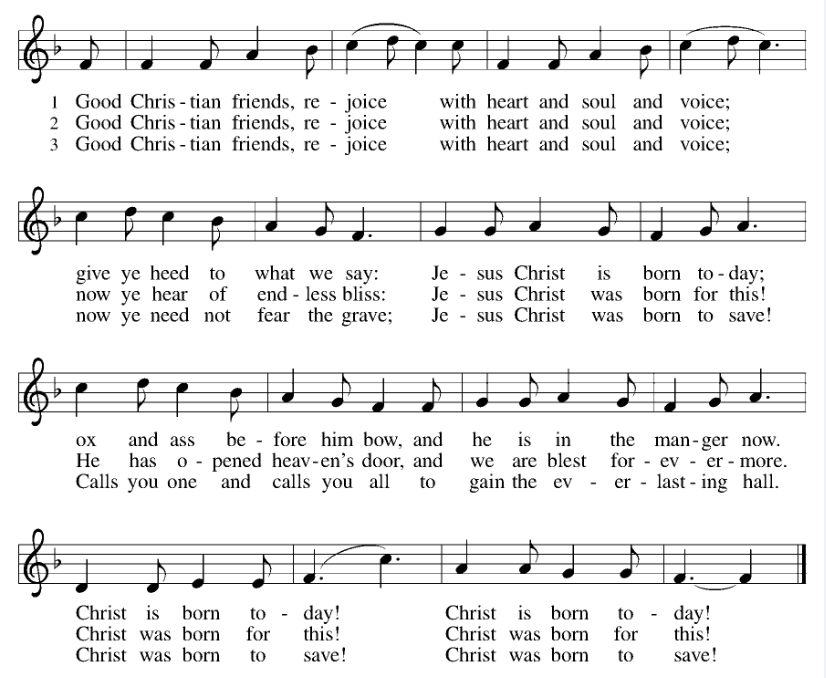 1 Good Chris - tian friends, re - joice with heart and soul and voice;
2 Good Chris - tian friends, re - joice with heart and soul and voice;
3 Good Chris - tian friends, re - joice with heart and soul and voice;
give ye heed to what we say: Je - sus Christ is born to - day;
now ye hear of end - less bliss: Je - sus Christ was born for this!
now ye need not fear the grave; Je - sus Christ was born to save!
ox and ass be - fore him bow, and he is in the man - ger now.
He has o - pened heav - en's door, and we are blest for - ev - er - more.
Calls you one and calls you all to gain the ev - er - last - ing hall.
Christ is born to - day! Christ is born to - day!
Christ was born for this! Christ was born for this!
Christ was born to save! Christ was born to save!